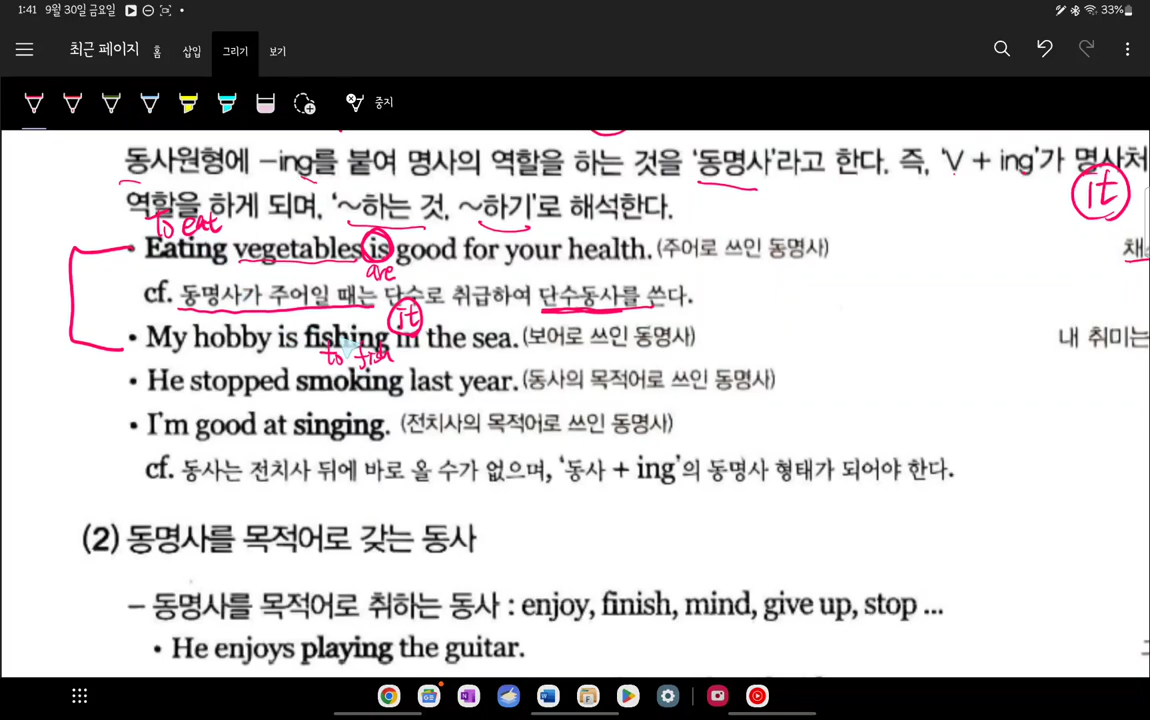 1:41 9월 30일 금요일 33%
최근 페이지 홈 삽입 그리기 보기
중지
동사원형에 -ing를 붙여 명사의 역할을 하는 것을 '동명사'라고 한다. 즉, 'V + ing'가 명사처
it
역할을 하게 되며, '~하는 것, ~하기'로 해석한다.
To eat
• Eating vegetables is good for your health. (주어로 쓰인 동명사)
are
cf. 동명사가 주어일 때는 단수로 취급하여 단수동사를 쓴다.
it
• My hobby is fishing in the sea. (보어로 쓰인 동명사) 내 취미는
to fish
• He stopped smoking last year. (동사의 목적어로 쓰인 동명사)
• I'm good at singing. (전치사의 목적어로 쓰인 동명사)
cf. 동사는 전치사 뒤에 바로 올 수가 없으며, '동사 + ing'의 동명사 형태가 되어야 한다.
(2) 동명사를 목적어로 갖는 동사
– 동명사를 목적어로 취하는 동사 : enjoy, finish, mind, give up, stop ...
• He enjoys playing the guitar.